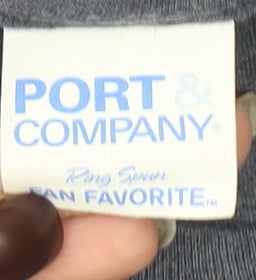 PORT &
COMPANY®
Ring Spun
FAN FAVORITE™